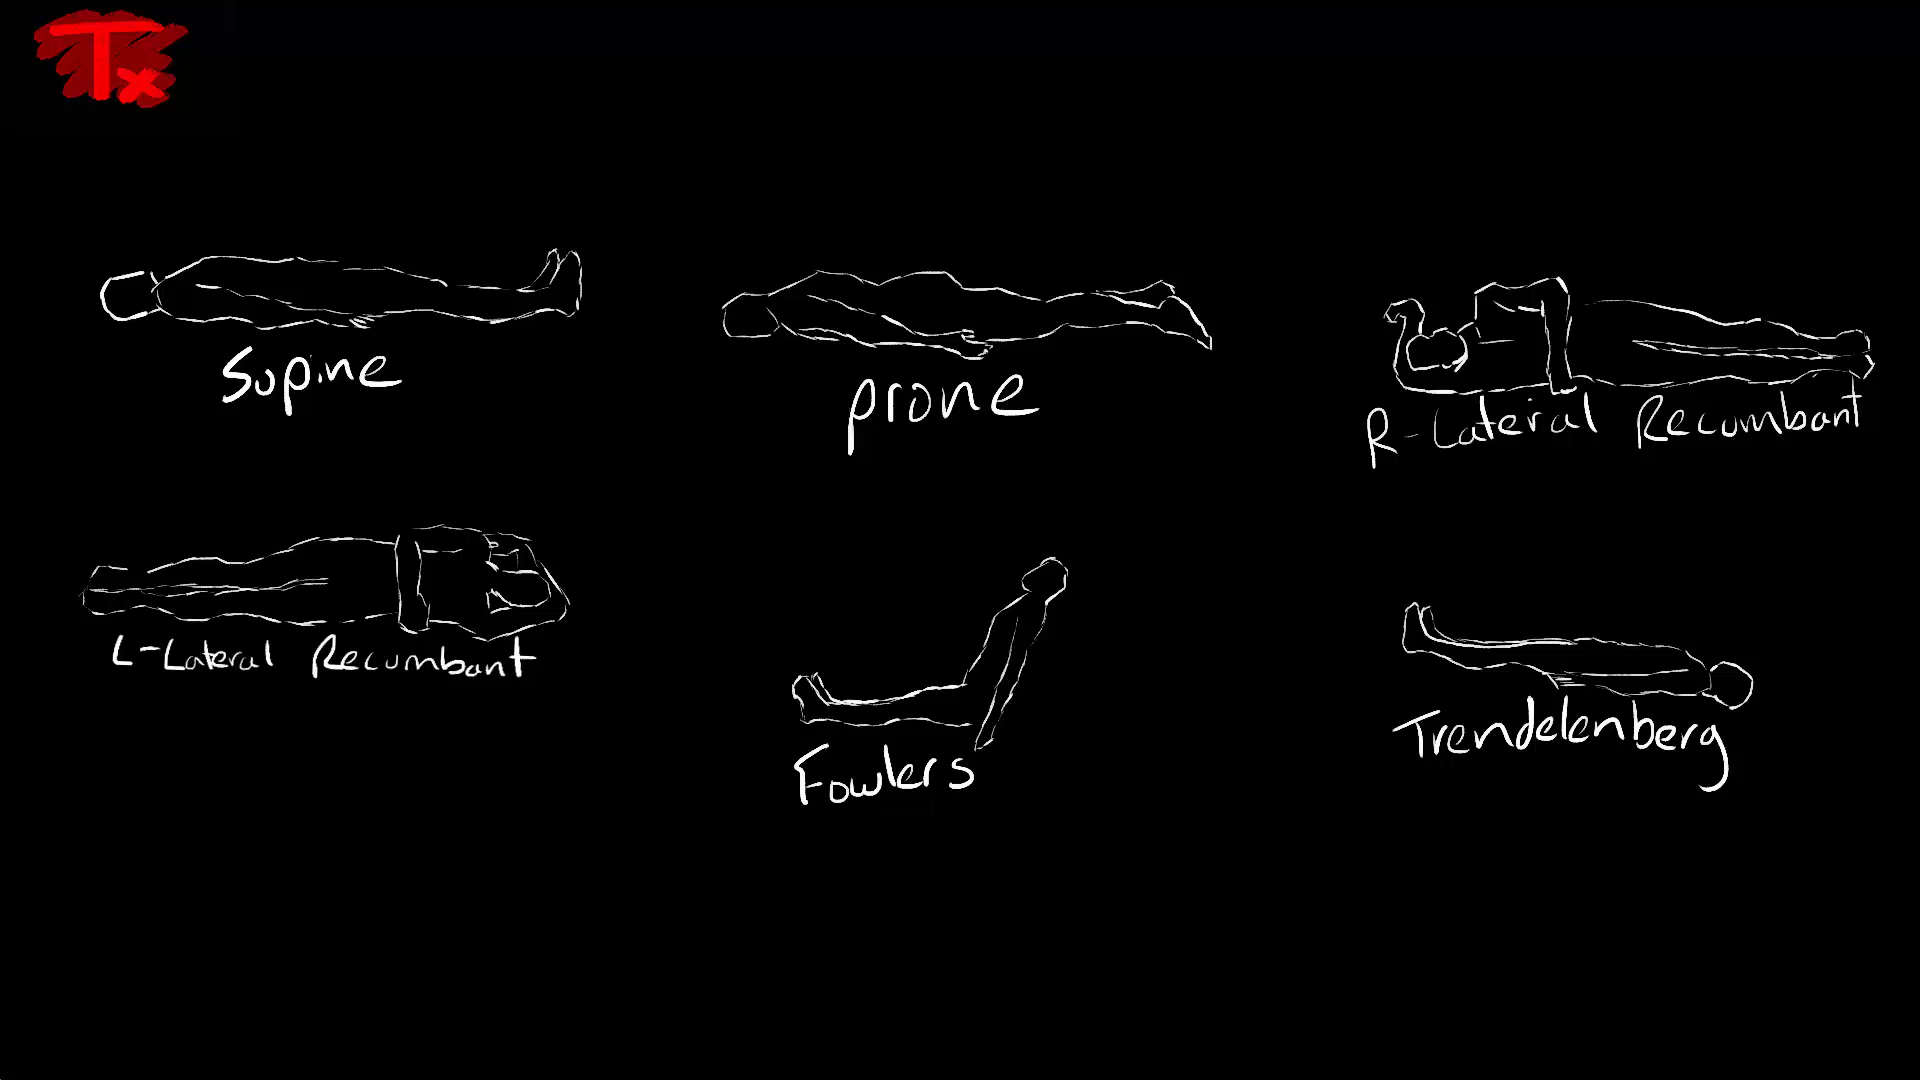 Tx
Supine
prone
R-Lateral Recumbant
L-Lateral Recumbant
Fowlers
Trendelenberg